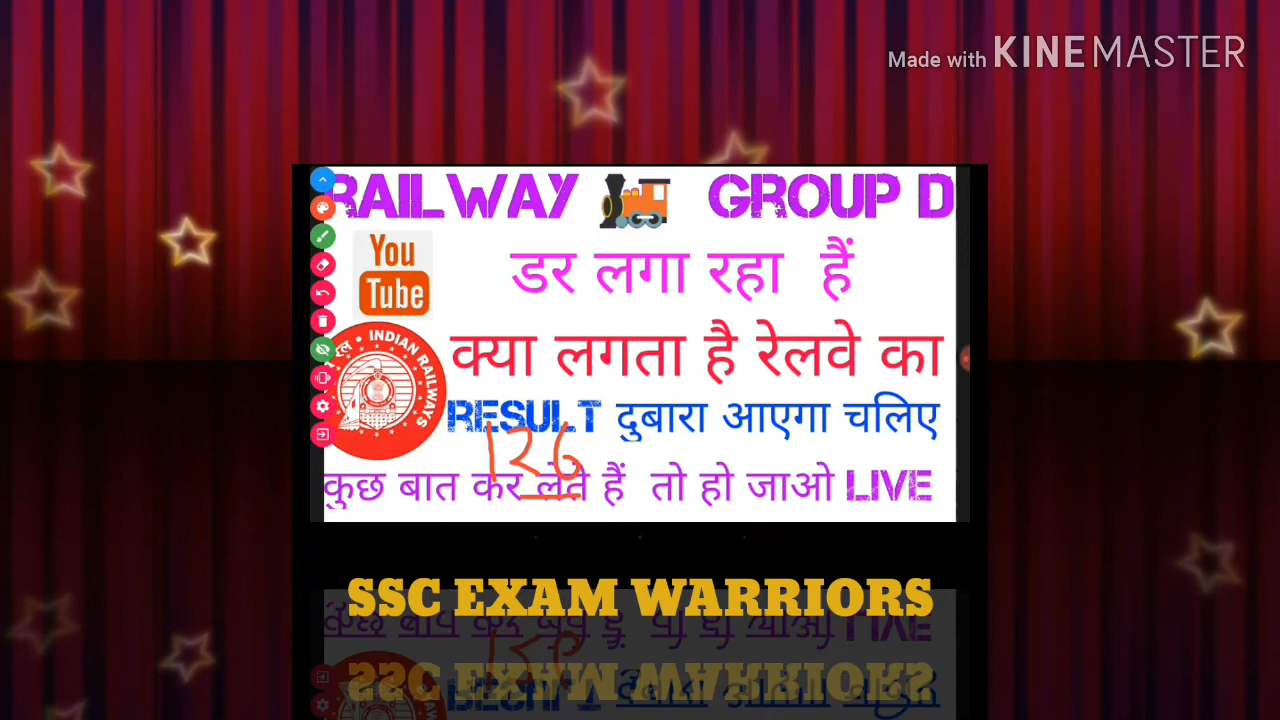 Made with KINEMASTER
RAILWAY GROUP D
You
Tube
डर लगा रहा हैं
रेल • INDIAN RAILWAYS
क्या लगता है रेलवे का
RESULT दुबारा आएगा चलिए
126
कुछ बात कर लेते हैं तो हो जाओ LIVE
SSC EXAM WARRIORS